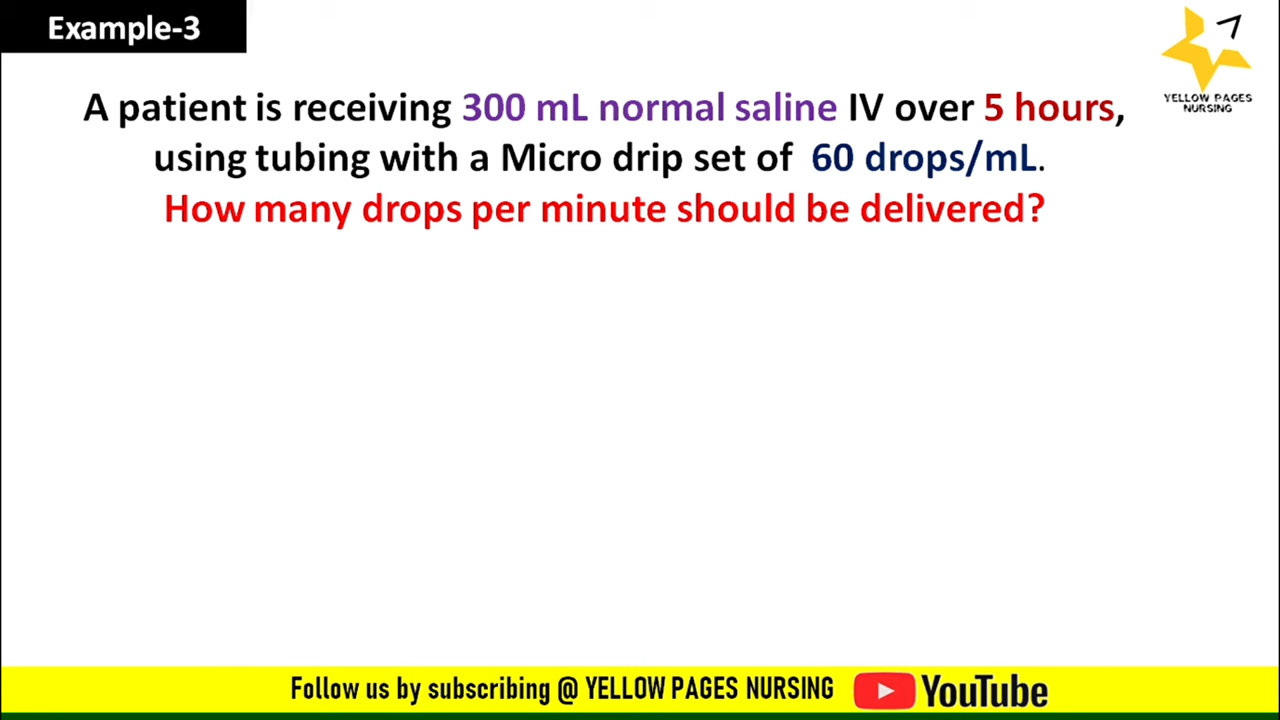 Example-3
YELLOW PAGES
NURSING
A patient is receiving 300 mL normal saline IV over 5 hours,
using tubing with a Micro drip set of 60 drops/mL.
How many drops per minute should be delivered?
Follow us by subscribing @ YELLOW PAGES NURSING YouTube